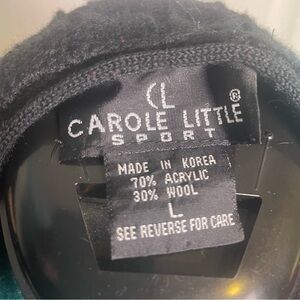 CL
CAROLE LITTLE ®
SPORT
MADE IN KOREA
70% ACRYLIC
30% WOOL
L
SEE REVERSE FOR CARE